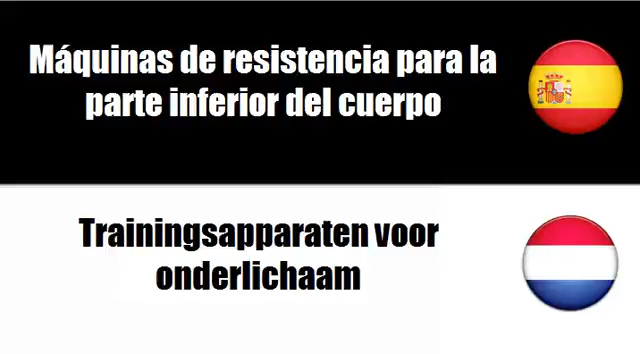 Máquinas de resistencia para la
parte inferior del cuerpo
Trainingsapparaten voor
onderlichaam